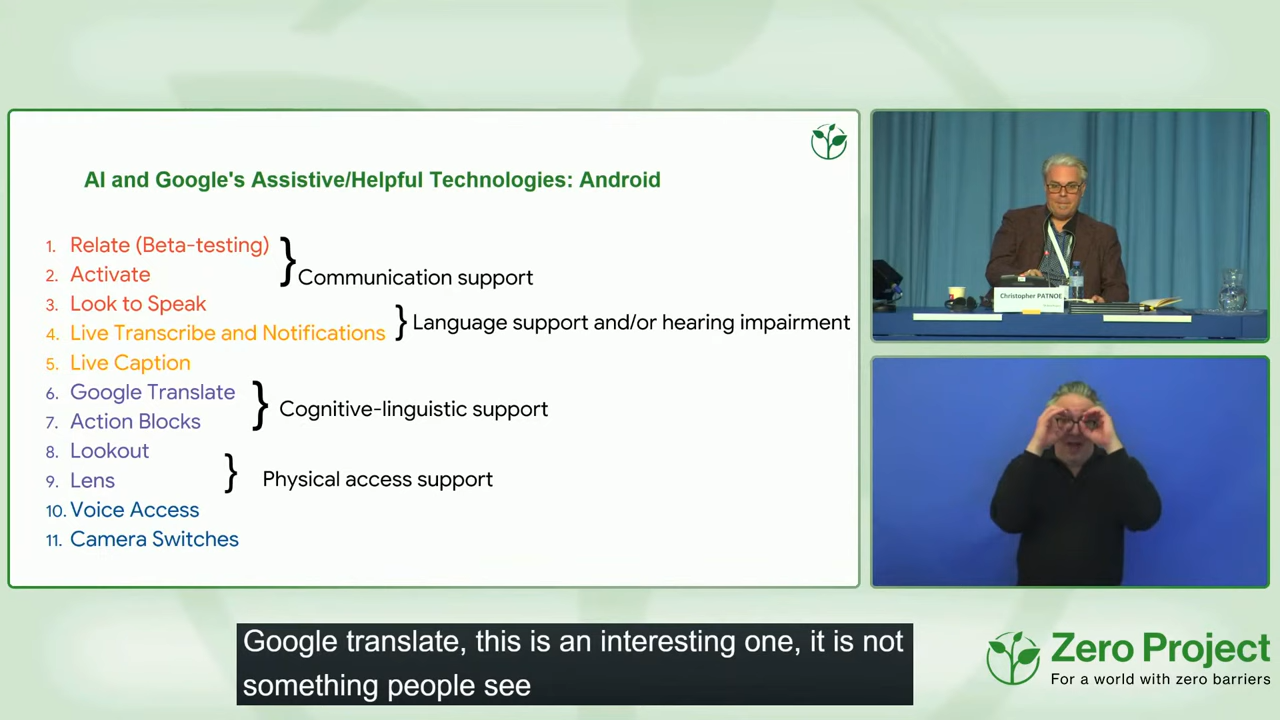 AI and Google's Assistive/Helpful Technologies: Android
1. Relate (Beta-testing)
2. Activate
Communication support
3. Look to Speak
4. Live Transcribe and Notifications
Language support and/or hearing impairment
5. Live Caption
6. Google Translate
7. Action Blocks
Cognitive-linguistic support
8. Lookout
9. Lens
Physical access support
10. Voice Access
11. Camera Switches
Christopher PATNOE
Google translate, this is an interesting one, it is not
something people see
Zero Project
For a world with zero barriers